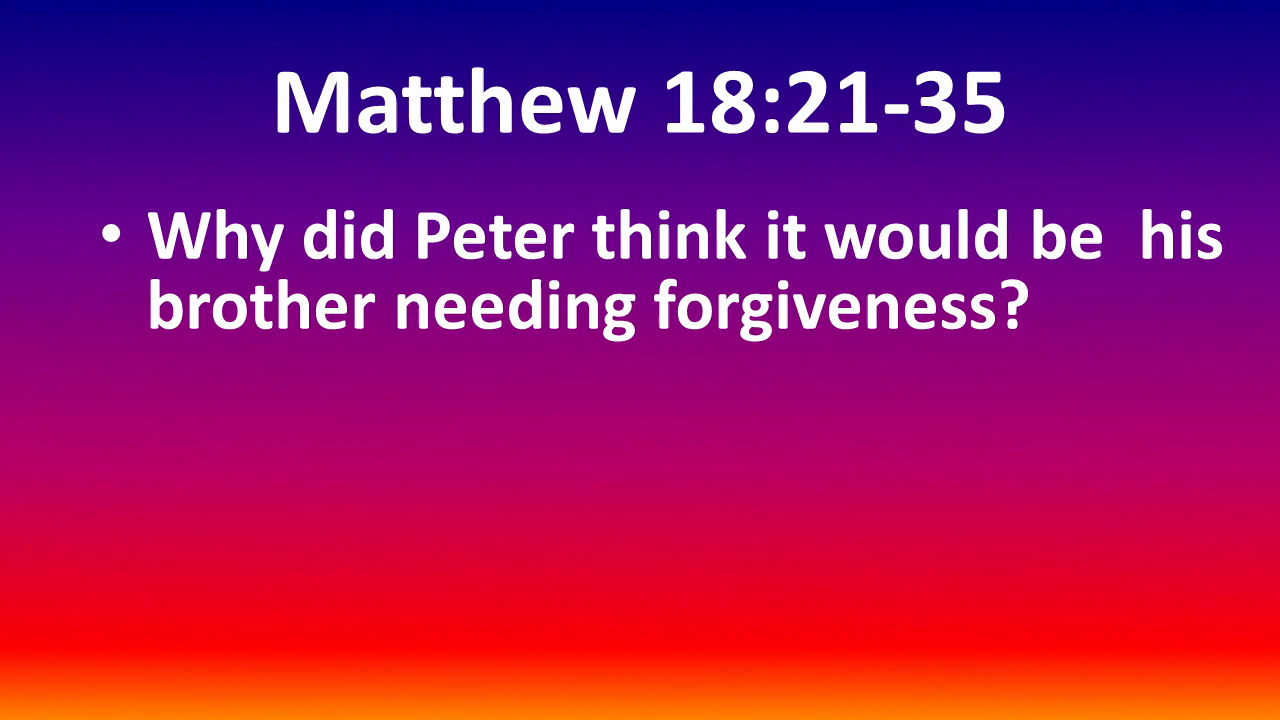 Matthew 18:21-35
• Why did Peter think it would be  his
brother needing forgiveness?